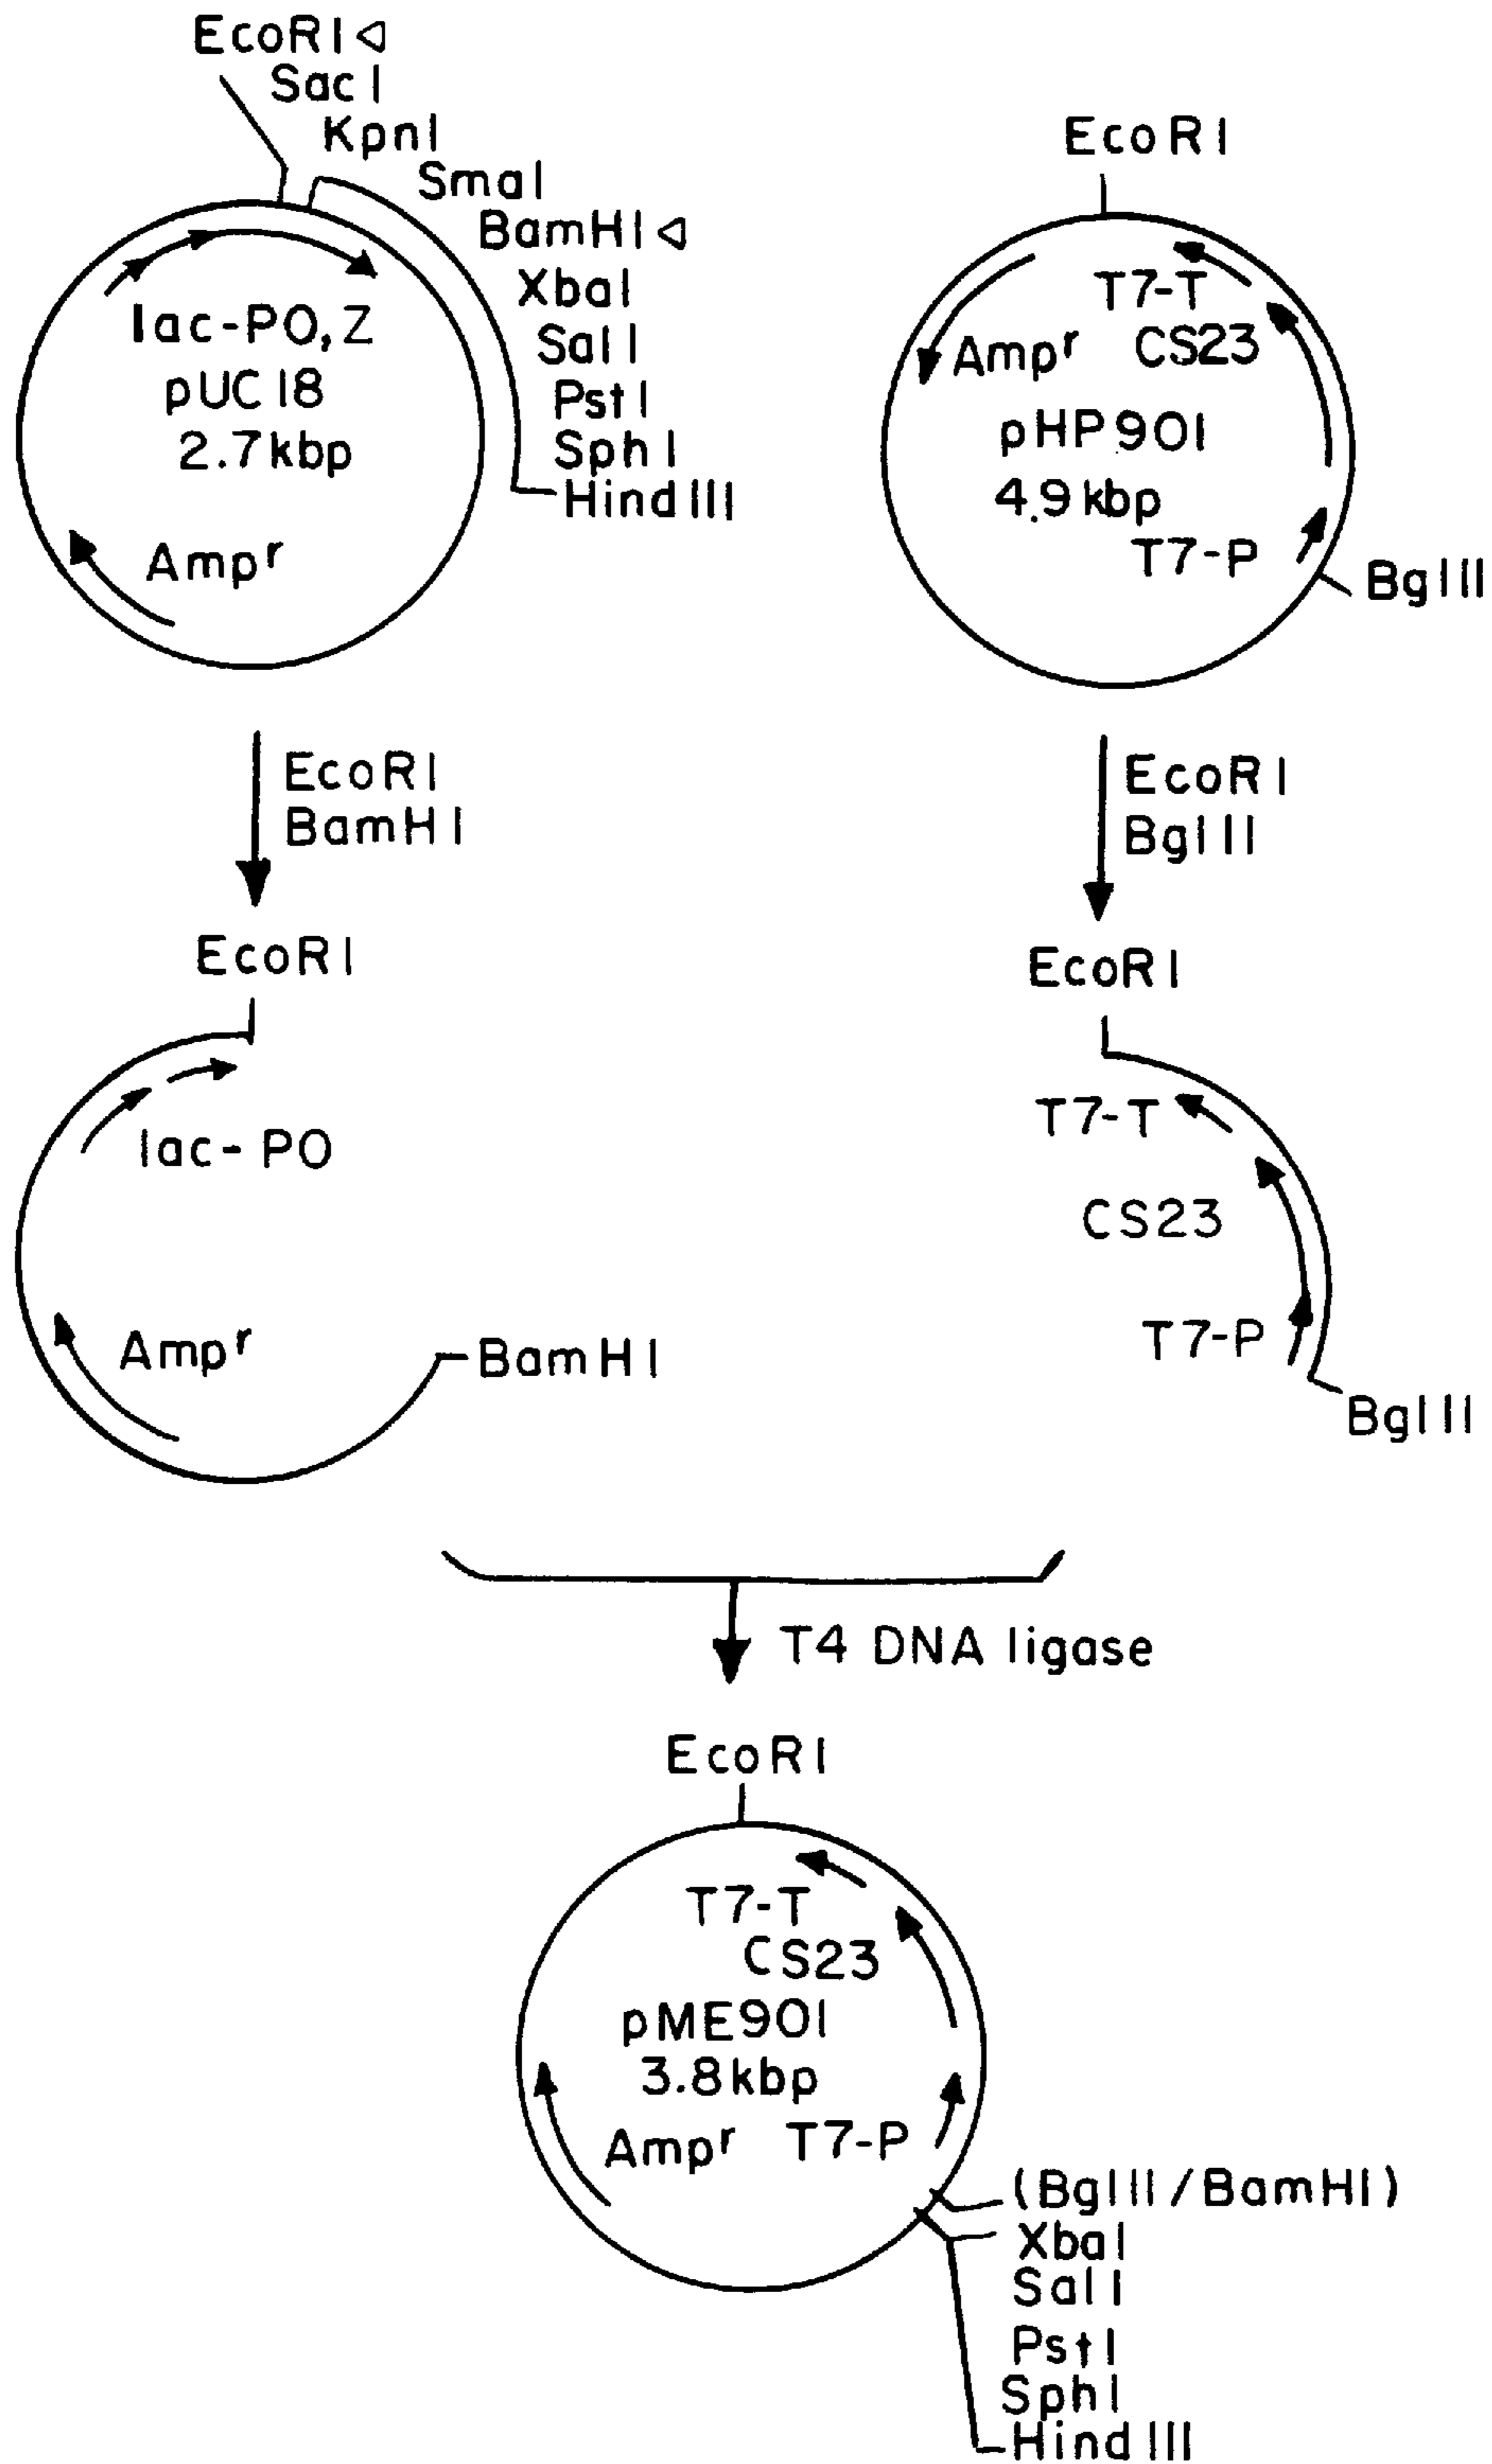 EcoRI
SacI
KpnI
SmaI
BamHI
XbaI
SalI
PstI
SphI
HindIII
lac-PO,Z
pUC18
2.7kbp
Ampr
EcoRI
T7-T
CS23
Ampr
pHP901
4.9kbp
T7-P
BglII
EcoRI
BamHI
EcoRI
BglII
EcoRI
lac-PO
Ampr
BamHI
EcoRI
T7-T
CS23
T7-P
BglII
T4 DNA ligase
EcoRI
T7-T
CS23
pME901
3.8kbp
Ampr T7-P
(BglII/BamHI)
XbaI
SalI
PstI
SphI
HindIII